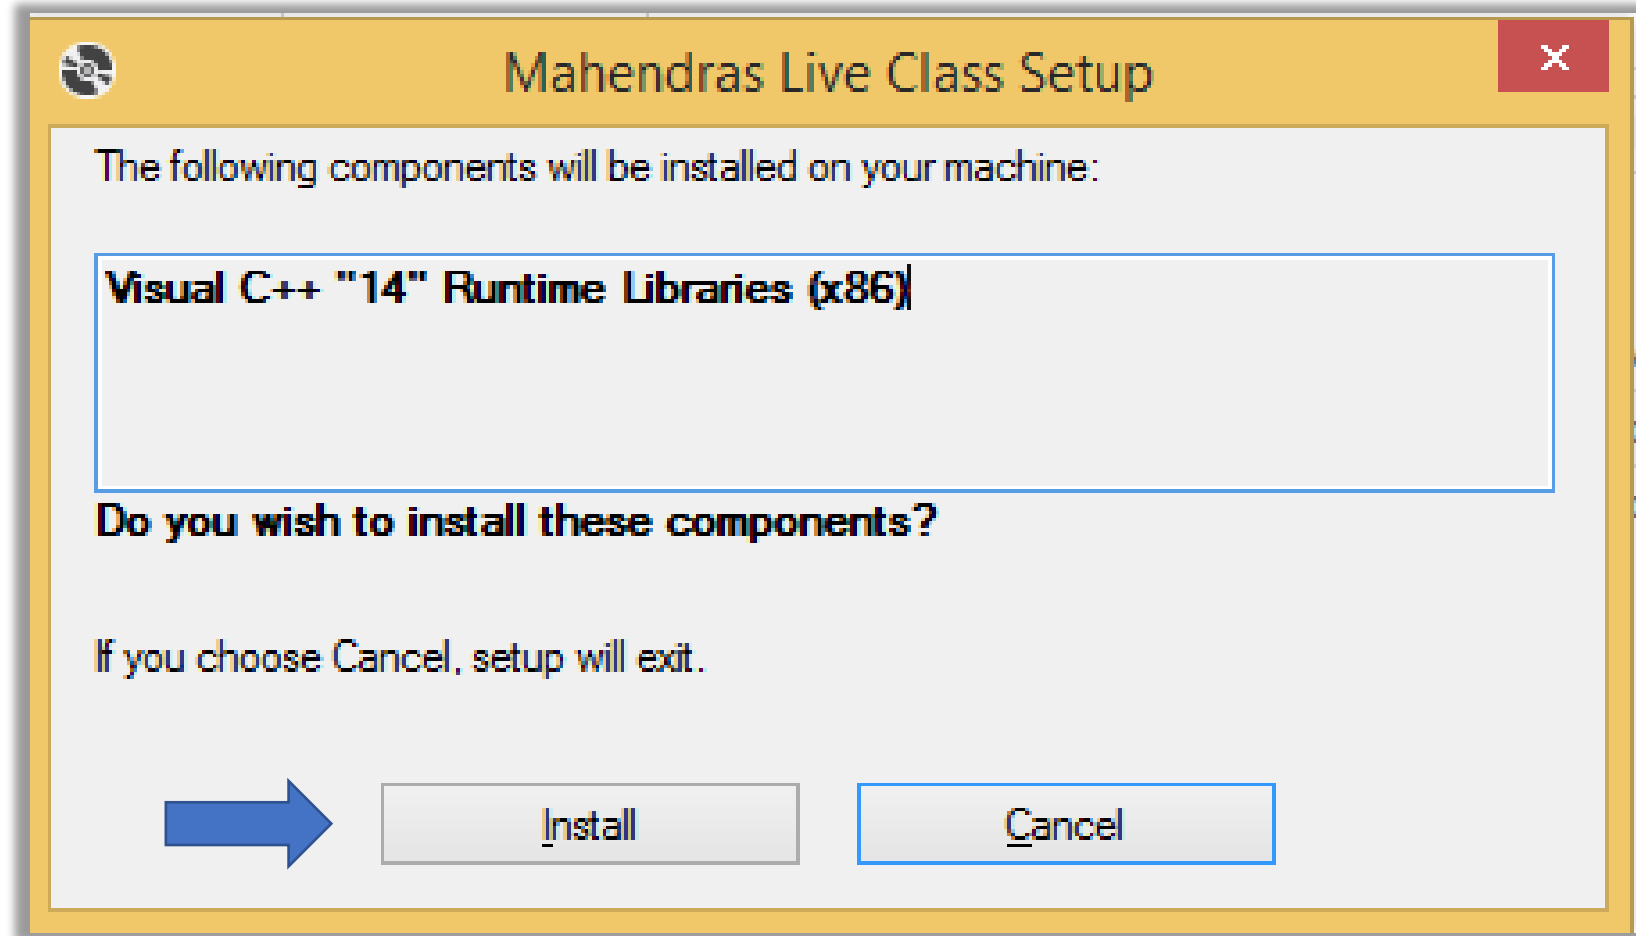 Mahendras Live Class Setup
The following components will be installed on your machine:
Visual C++ "14" Runtime Libraries (x86)
Do you wish to install these components?
If you choose Cancel, setup will exit.
Install
Cancel